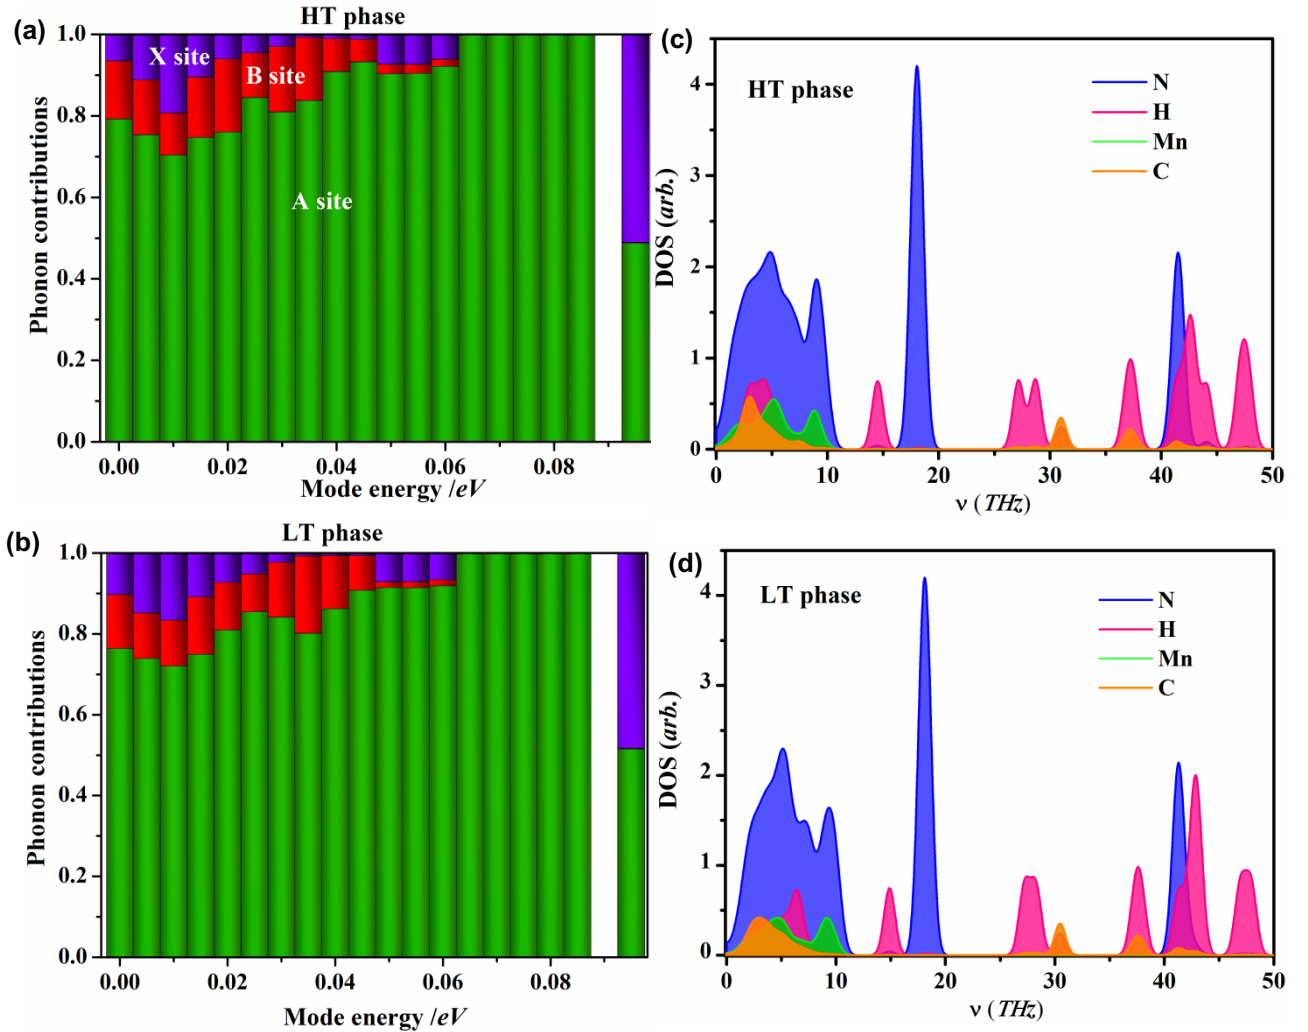 (a)
HT phase
X site
B site
A site
Phonon contributions
1.0
0.8
0.6
0.4
0.2
0.0
0.00
0.02
0.04
0.06
0.08
Mode energy /eV
(c)
HT phase
N
H
Mn
C
DOS (arb.)
4
3
2
1
0
0
10
20
30
40
50
ν (THz)
(b)
LT phase
Phonon contributions
1.0
0.8
0.6
0.4
0.2
0.0
0.00
0.02
0.04
0.06
0.08
Mode energy /eV
(d)
LT phase
N
H
Mn
C
DOS (arb.)
4
3
2
1
0
0
10
20
30
40
50
ν (THz)